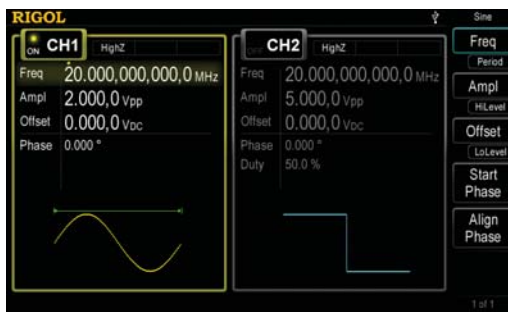 RIGOL
Sine
ON CH1 HighZ
Freq 20.000,000,000,0 MHz
Ampl 2.000,0 Vpp
Offset 0.000,0 VDC
Phase 0.000 °
OFF CH2 HighZ
Freq 20.000,000,000,0 MHz
Ampl 5.000,0 Vpp
Offset 0.000,0 VDC
Phase 0.000 °
Duty 50.0 %
Freq
Period
Ampl
HiLevel
Offset
LoLevel
Start
Phase
Align
Phase
1 of 1